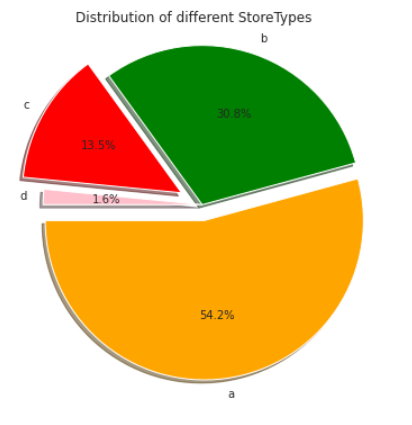 Distribution of different StoreTypes
b
30.8%
c
13.5%
d
1.6%
54.2%
a